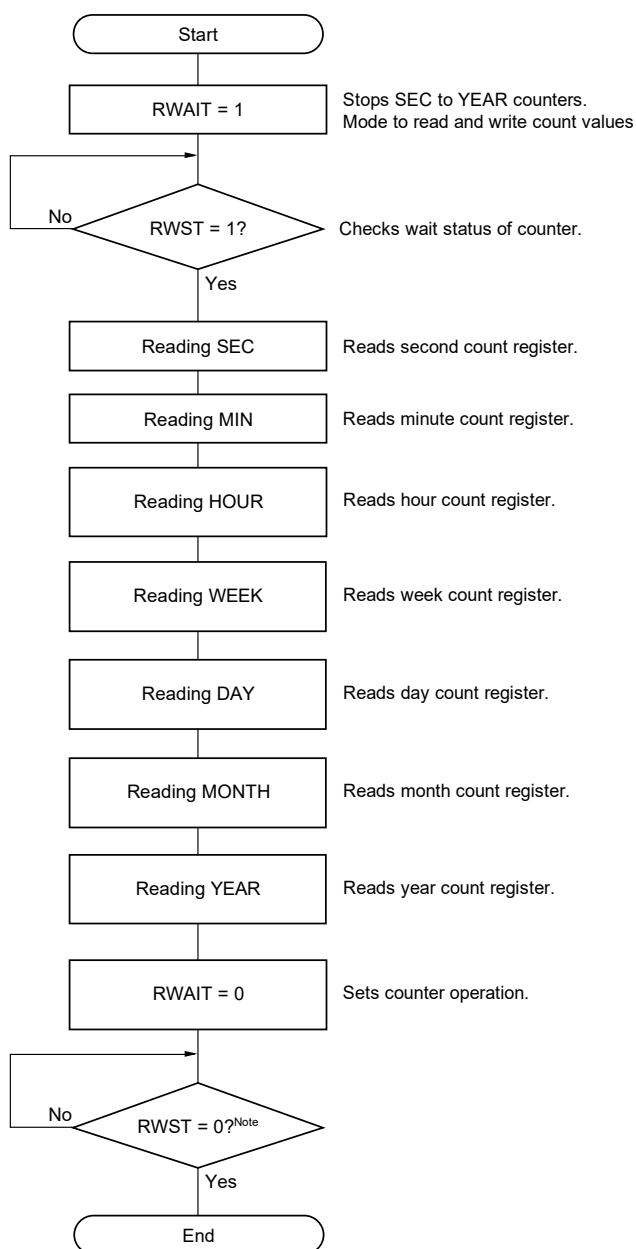 Start
RWAIT = 1
Stops SEC to YEAR counters.
Mode to read and write count values
No
RWST = 1?
Checks wait status of counter.
Yes
Reading SEC
Reads second count register.
Reading MIN
Reads minute count register.
Reading HOUR
Reads hour count register.
Reading WEEK
Reads week count register.
Reading DAY
Reads day count register.
Reading MONTH
Reads month count register.
Reading YEAR
Reads year count register.
RWAIT = 0
Sets counter operation.
No
RWST = 0?Note
Yes
End